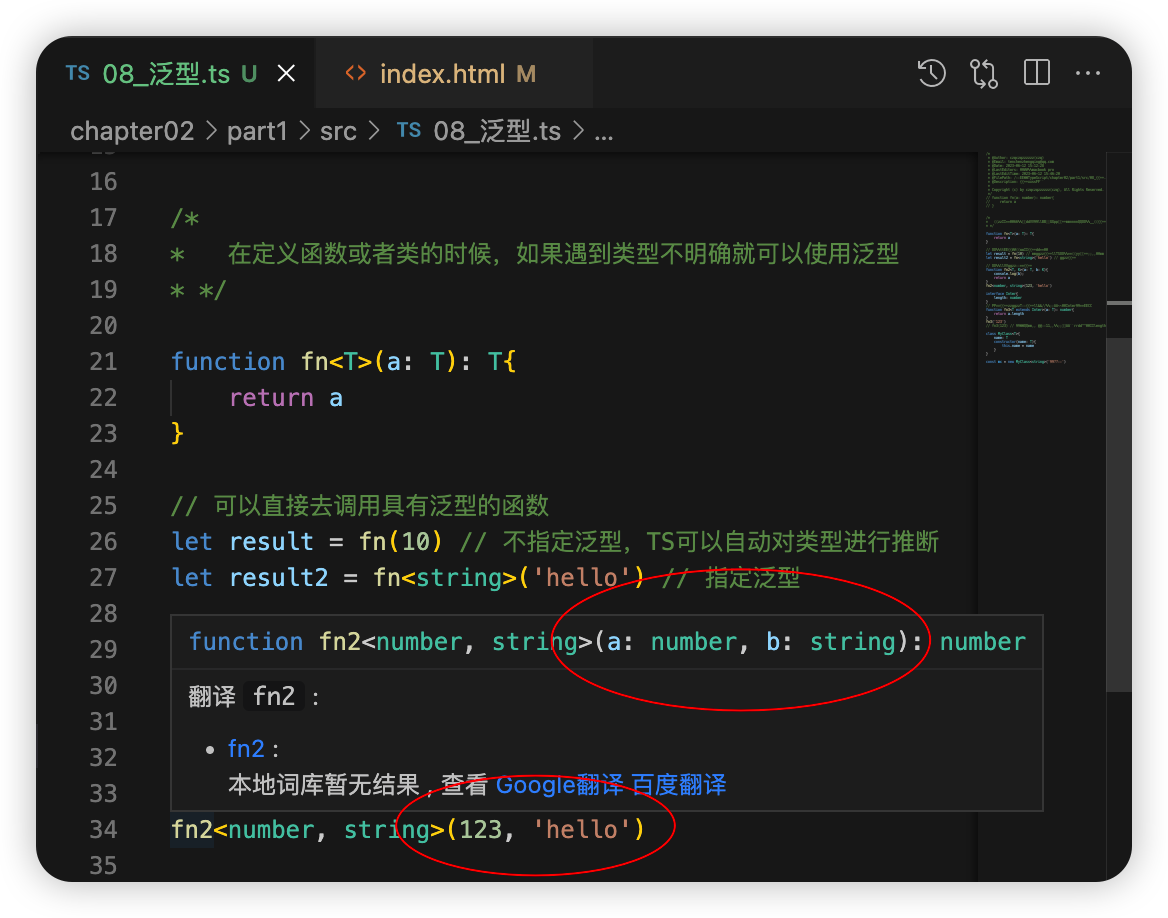 TS 08_泛型.ts U × <> index.html M ...
chapter02 > part1 > src > TS 08_泛型.ts > ...
16
17 /*
18 * 在定义函数或者类的时候，如果遇到类型不明确就可以使用泛型
19 * */
20
21 function fn<T>(a: T): T{
22 return a
23 }
24
25 // 可以直接去调用具有泛型的函数
26 let result = fn(10) // 不指定泛型，TS可以自动对类型进行推断
27 let result2 = fn<string>('hello') // 指定泛型
28
function fn2<number, string>(a: number, b: string): number
29
30
翻译 fn2 :
31
• fn2 :
32
本地词库暂无结果 , 查看 Google翻译 百度翻译
33
34 fn2<number, string>(123, 'hello')
35